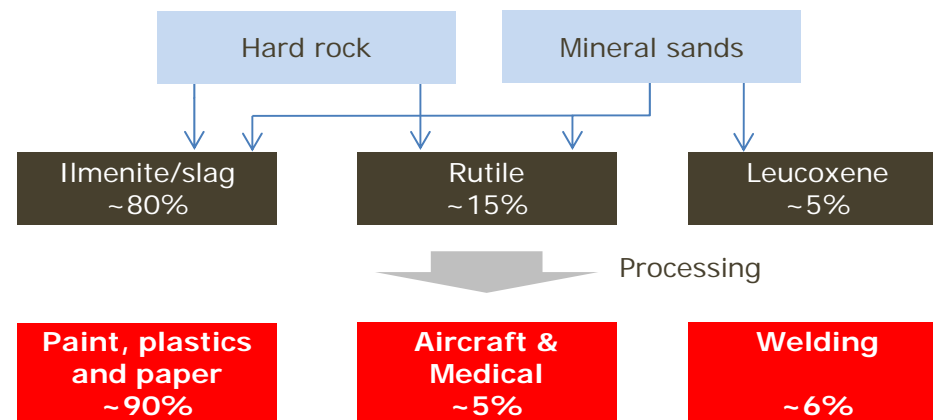 Hard rock
Mineral sands
Ilmenite/slag
~80%
Rutile
~15%
Leucoxene
~5%
Processing
Paint, plastics
and paper
~90%
Aircraft &
Medical
~5%
Welding
~6%